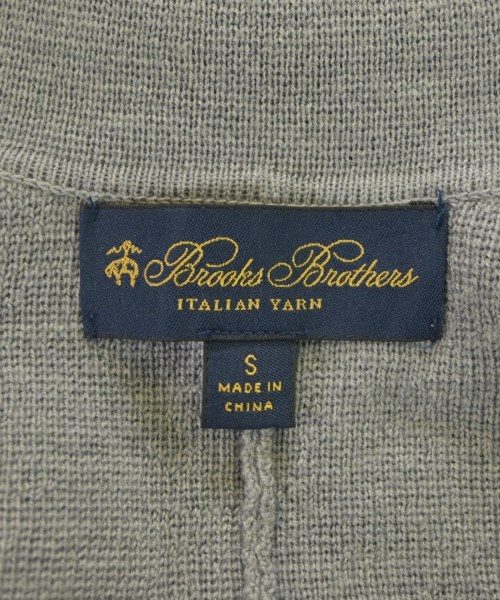 Brooks Brothers
ITALIAN YARN
S
MADE IN
CHINA